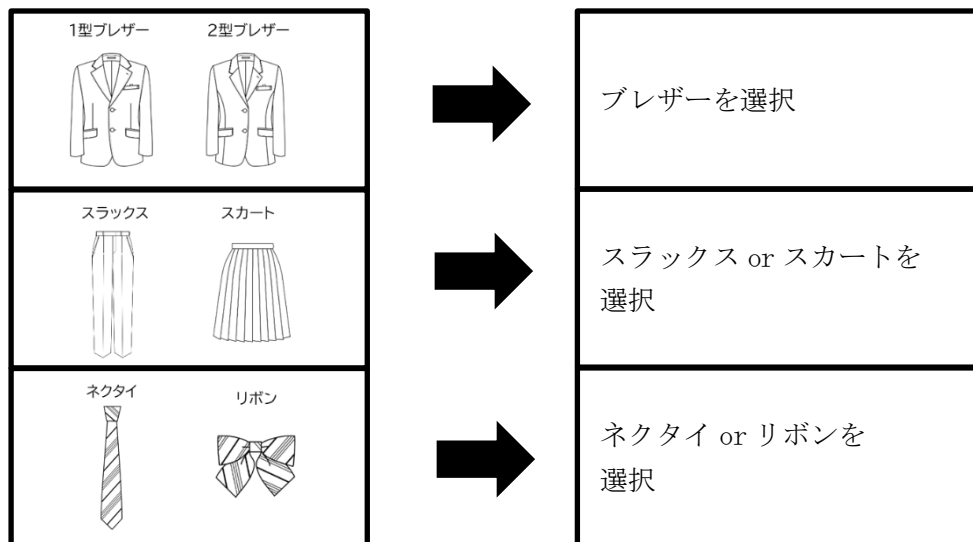 1型ブレザー 2型ブレザー
ブレザーを選択
スラックス スカート
スラックス or スカートを
選択
ネクタイ リボン
ネクタイ or リボンを
選択